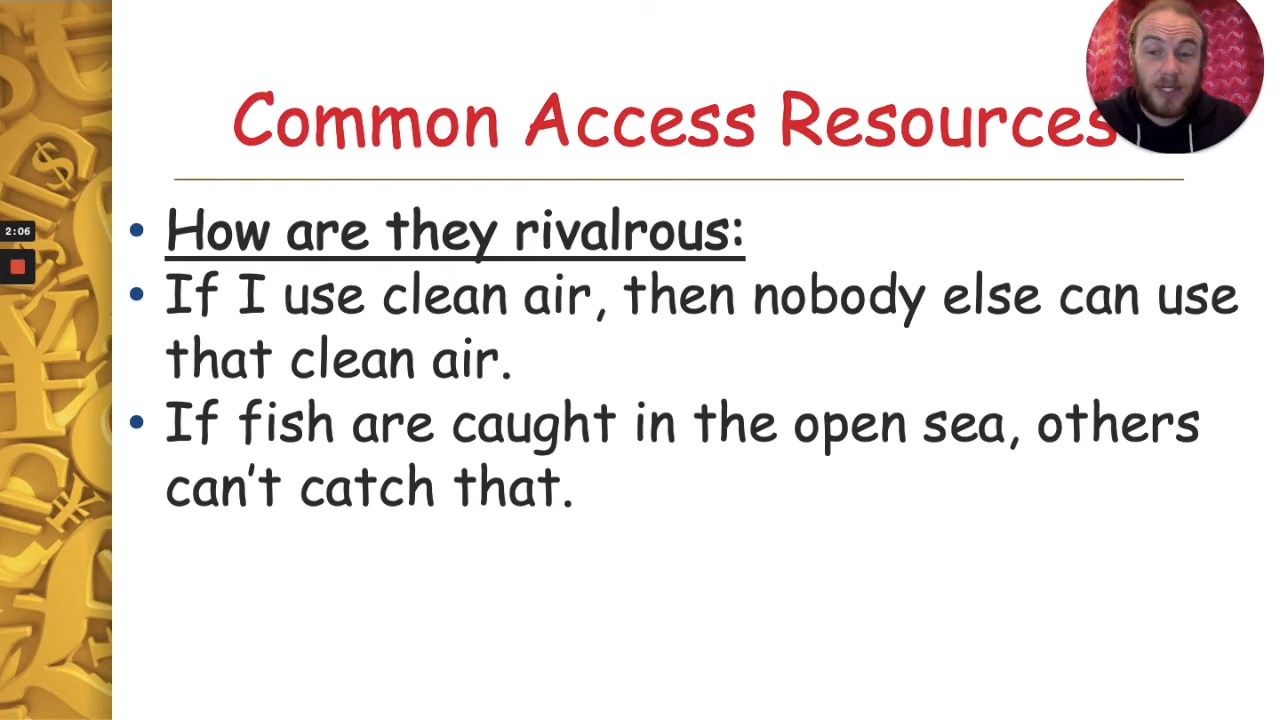 Common Access Resources
How are they rivalrous:
2:06
If I use clean air, then nobody else can use
that clean air.
If fish are caught in the open sea, others
can't catch that.